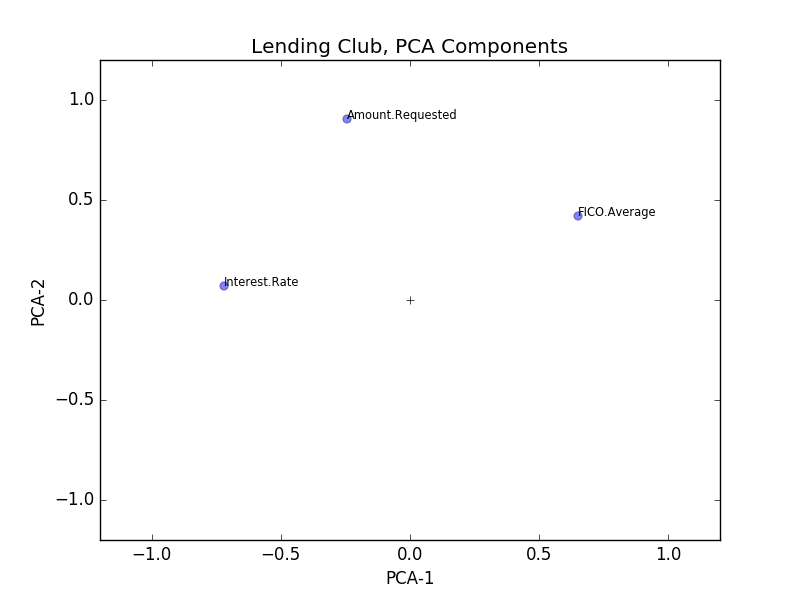 Lending Club, PCA Components
1.0
0.5
0.0
−0.5
−1.0
PCA-2
Amount.Requested
FICO.Average
Interest.Rate
−1.0 −0.5 0.0 0.5 1.0
PCA-1